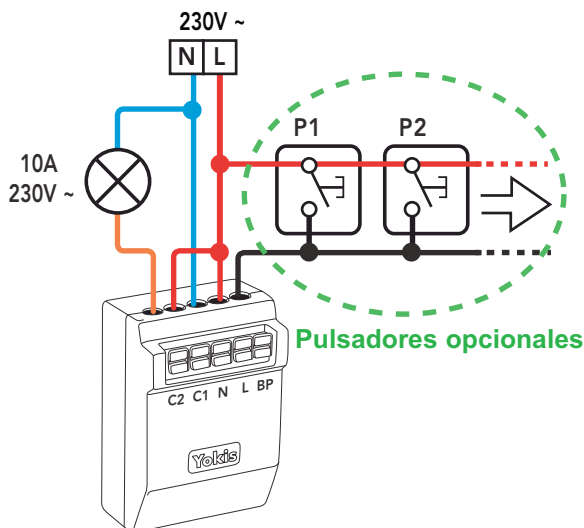 230V ~
N L
P1 P2
10A
230V ~
Pulsadores opcionales
C2 C1 N L BP
Yokis